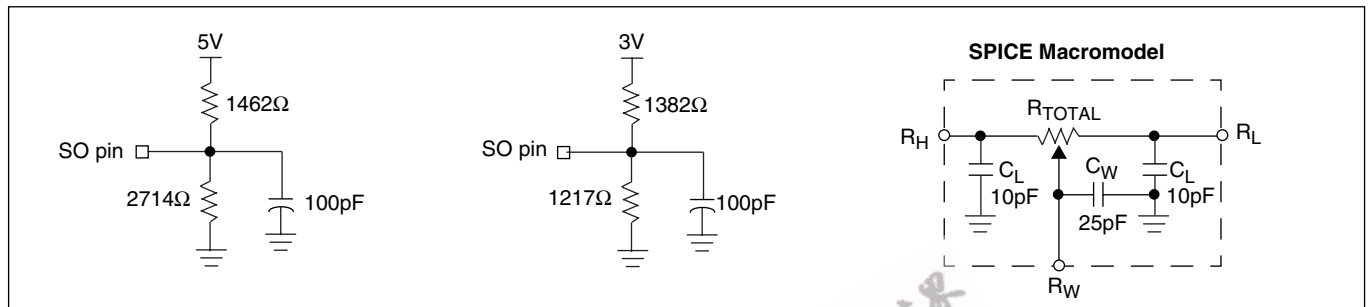 5V
1462Ω
SO pin
2714Ω
100pF
3V
1382Ω
SO pin
1217Ω
100pF
SPICE Macromodel
RTOTAL
RH
RL
CL
10pF
CW
25pF
CL
10pF
RW